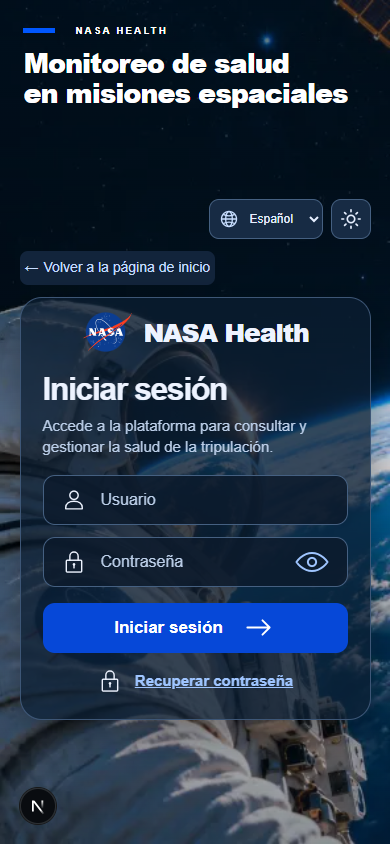 NASA HEALTH
Monitoreo de salud
en misiones espaciales
Español
← Volver a la página de inicio
NASA
NASA Health
Iniciar sesión
Accede a la plataforma para consultar y
gestionar la salud de la tripulación.
Usuario
Contraseña
Iniciar sesión →
Recuperar contraseña
N